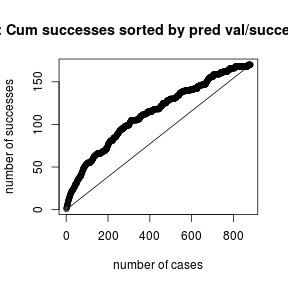 : Cum successes sorted by pred val/succe
number of successes
150
100
50
0
0 200 400 600 800
number of cases